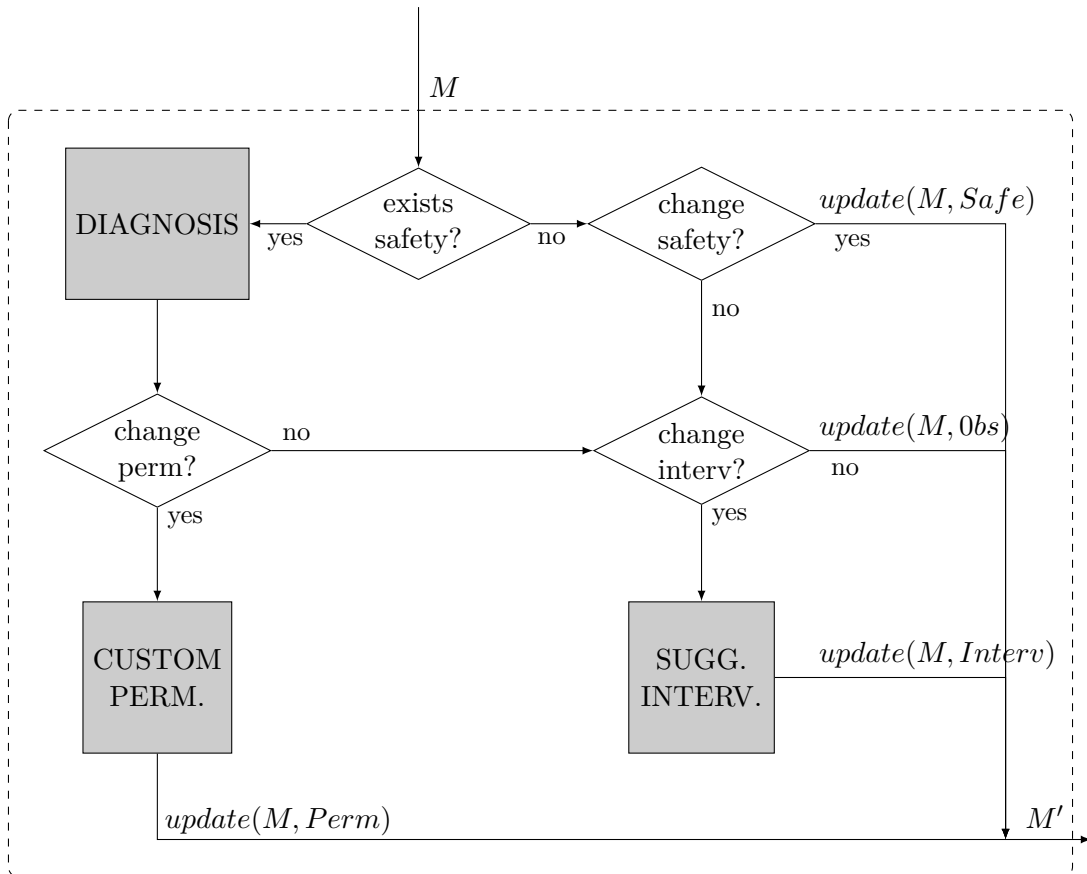 M
DIAGNOSIS
yes
exists
safety?
no
change
safety?
update(M, Safe)
yes
no
change
perm?
no
yes
change
interv?
update(M, 0bs)
no
yes
CUSTOM
PERM.
SUGG.
INTERV.
update(M, Interv)
update(M, Perm)
M′